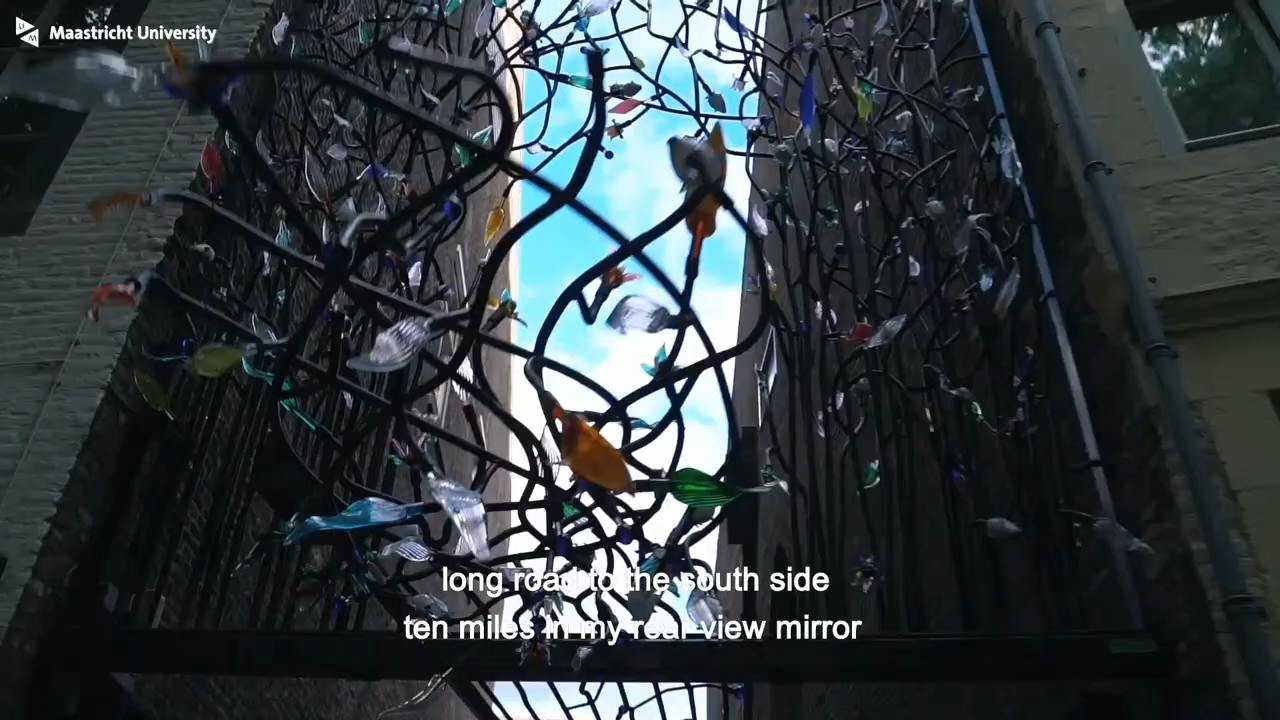 Maastricht University
long road to the south side
ten miles in my rear view mirror